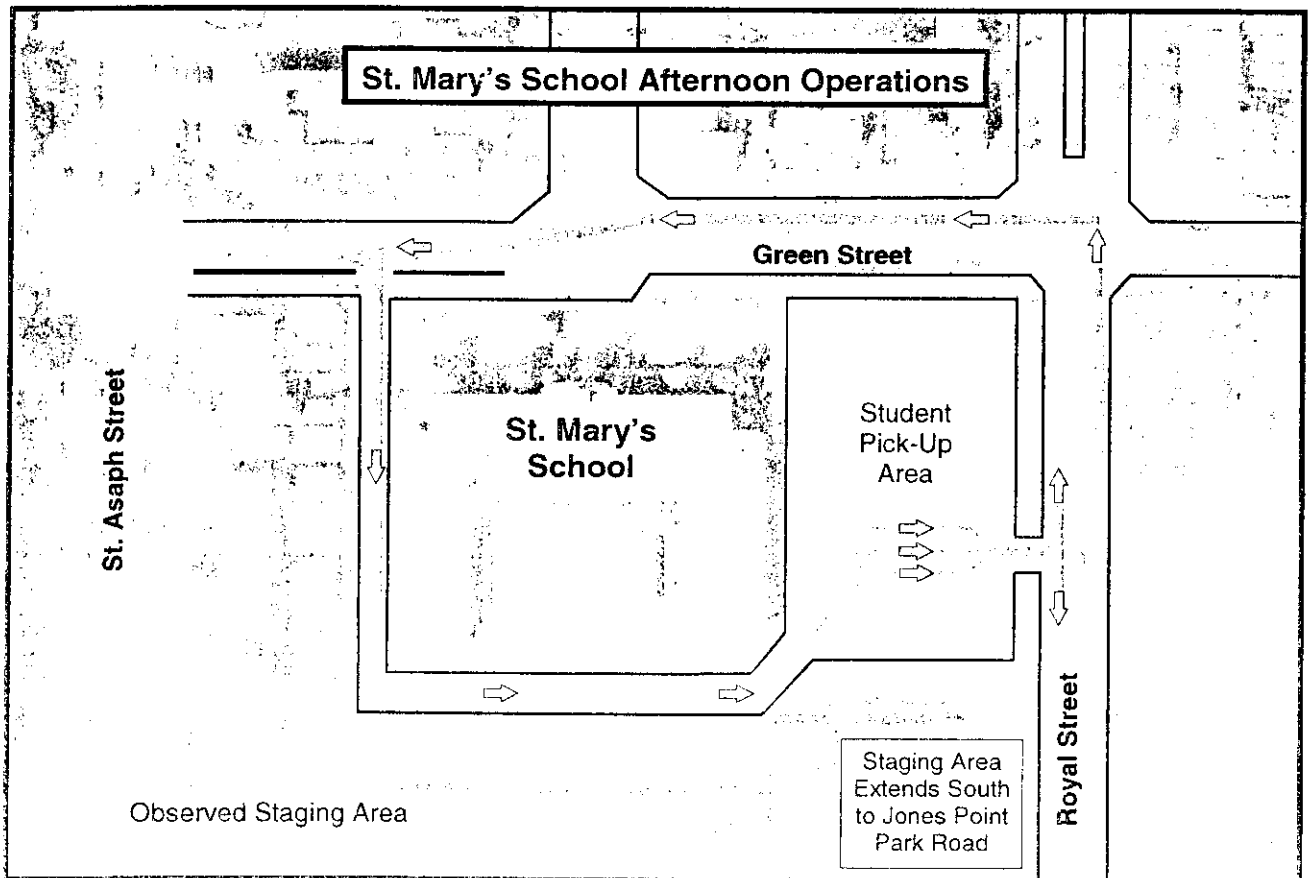 St. Mary's School Afternoon Operations
Green Street
St. Asaph Street
St. Mary's
School
Student
Pick-Up
Area
Royal Street
Staging Area
Extends South
to Jones Point
Park Road
Observed Staging Area